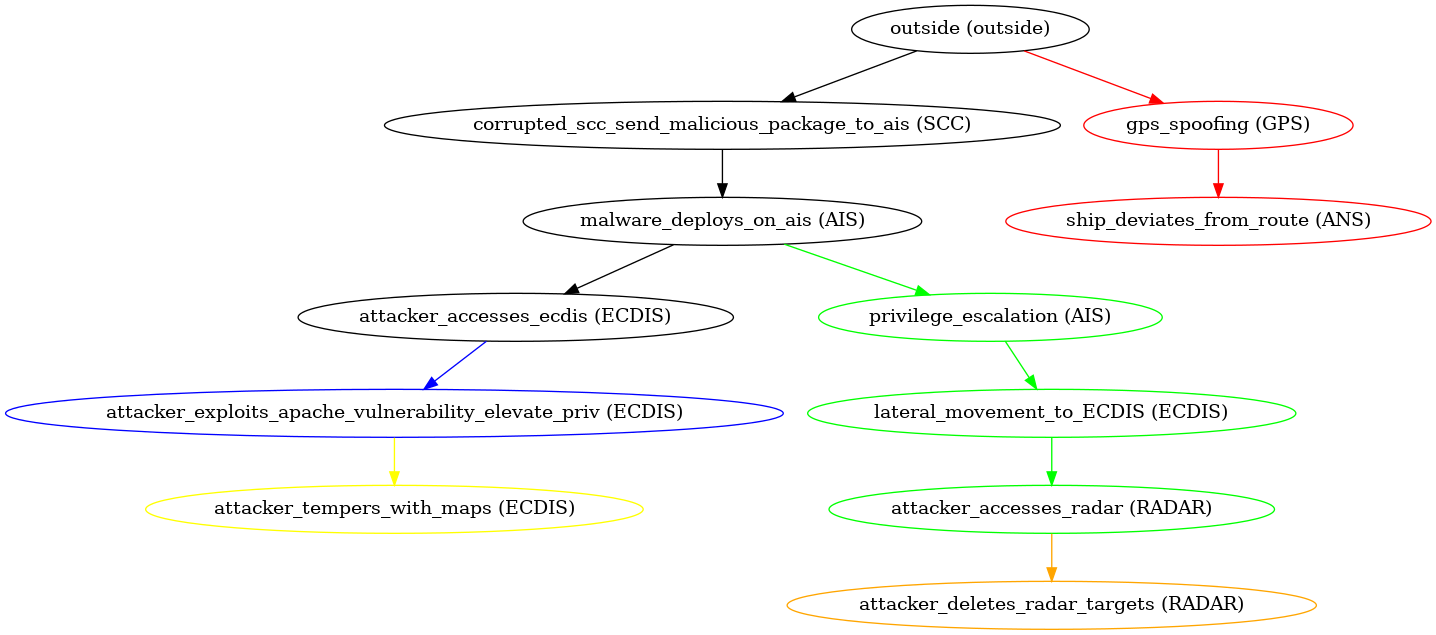 outside (outside)
corrupted_scc_send_malicious_package_to_ais (SCC)
gps_spoofing (GPS)
malware_deploys_on_ais (AIS)
ship_deviates_from_route (ANS)
attacker_accesses_ecdis (ECDIS)
privilege_escalation (AIS)
attacker_exploits_apache_vulnerability_elevate_priv (ECDIS)
lateral_movement_to_ECDIS (ECDIS)
attacker_tempers_with_maps (ECDIS)
attacker_accesses_radar (RADAR)
attacker_deletes_radar_targets (RADAR)